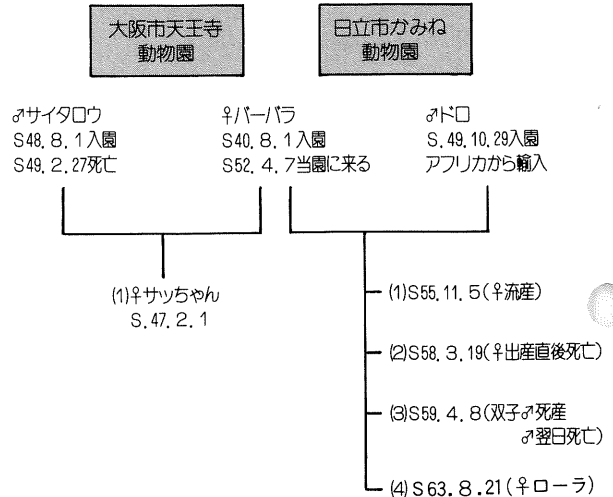 大阪市天王寺
動物園
日立市かみね
動物園
♂サイタロウ
S48.8.1入園
S49.2.27死亡
♀バーバラ
S40.8.1入園
S52.4.7当園に来る
♂ドロ
S.49.10.29入園
アフリカから輸入
(1)♀サッちゃん
S.47.2.1
(1)S55.11.5(♀流産)
(2)S58.3.19(♀出産直後死亡)
(3)S59.4.8(双子♂死産
♂翌日死亡)
(4)S63.8.21(♀ローラ)